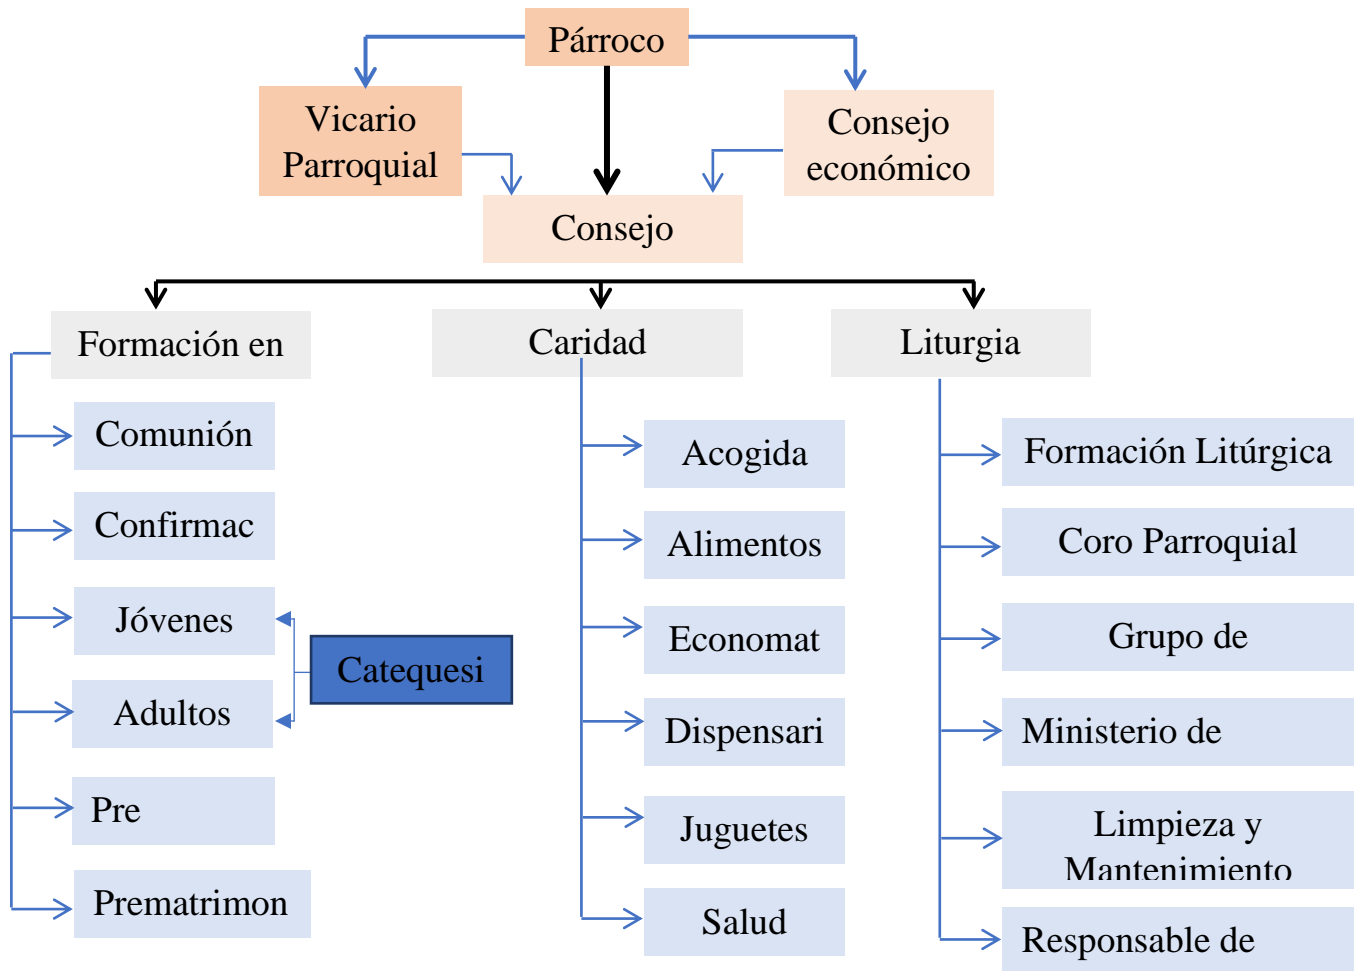 Párroco
Vicario
Parroquial
Consejo
económico
Consejo
Formación en
Caridad
Liturgia
Comunión
Confirmac
Jóvenes
Adultos
Pre
Prematrimon
Catequesi
Acogida
Alimentos
Economat
Dispensari
Juguetes
Salud
Formación Litúrgica
Coro Parroquial
Grupo de
Ministerio de
Limpieza y
Mantenimiento
Responsable de